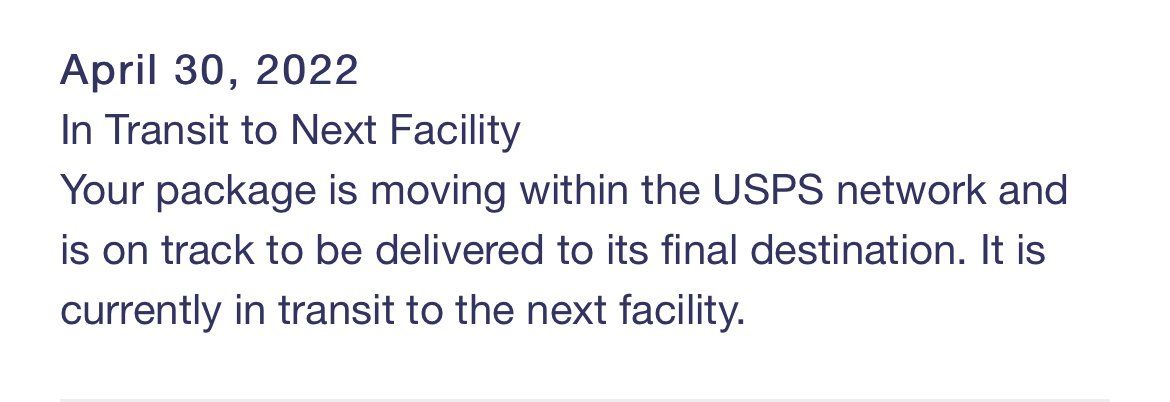 April 30, 2022
In Transit to Next Facility
Your package is moving within the USPS network and
is on track to be delivered to its final destination. It is
currently in transit to the next facility.